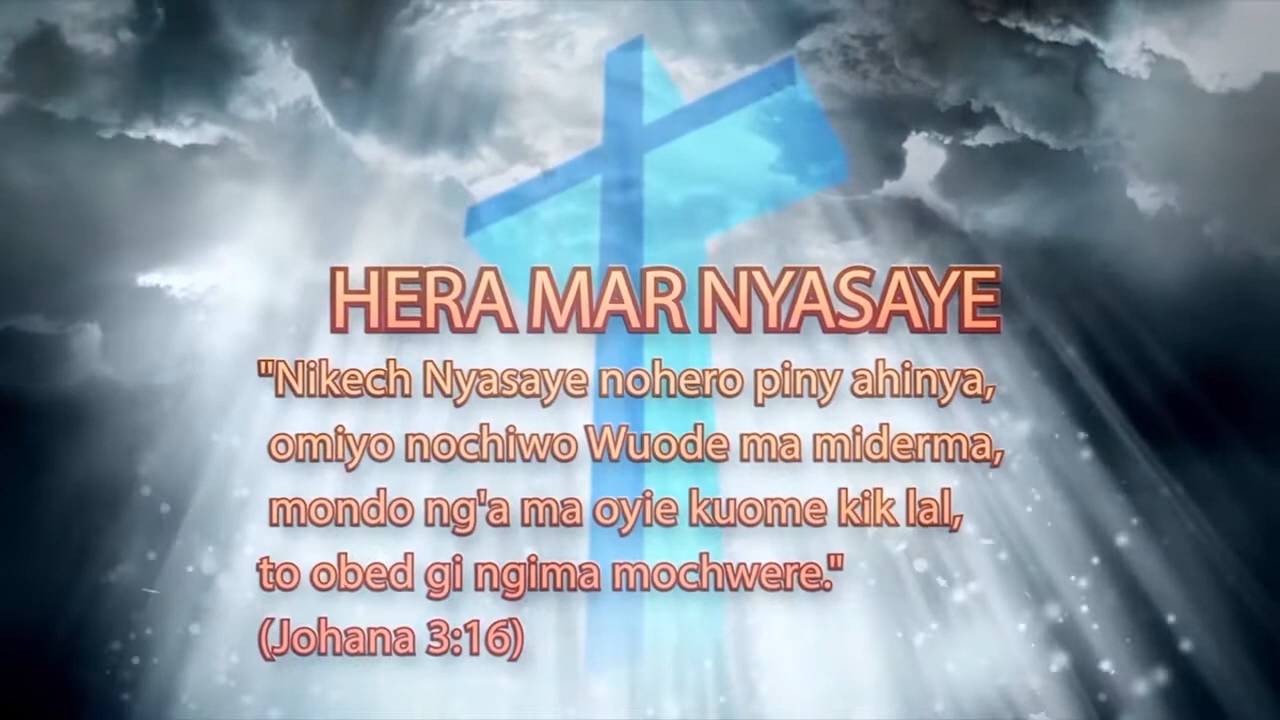 HERA MAR NYASAYE
"Nikech Nyasaye nohero piny ahinya,
omiyo nochiwo Wuode ma miderma,
mondo ng'a ma oyie kuome kik lal,
to obed gi ngima mochwere."
(Johana 3:16)